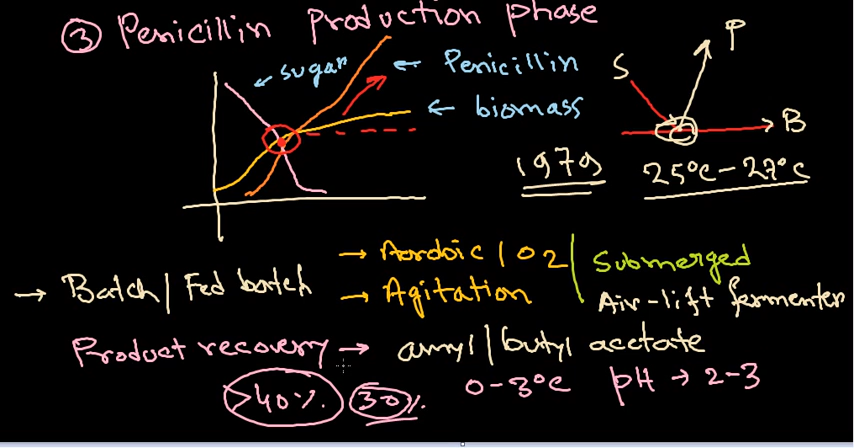 ③ Penicillin Production phase
sugar
Penicillin
biomass
S
P
B
1979
25°C - 27°C
→ Batch / Fed batch
→ Aerobic / O2
→ Agitation
Submerged
Air-lift fermenter
Product recovery → amyl / butyl acetate
>40%. 30%.
0-3°C pH → 2-3